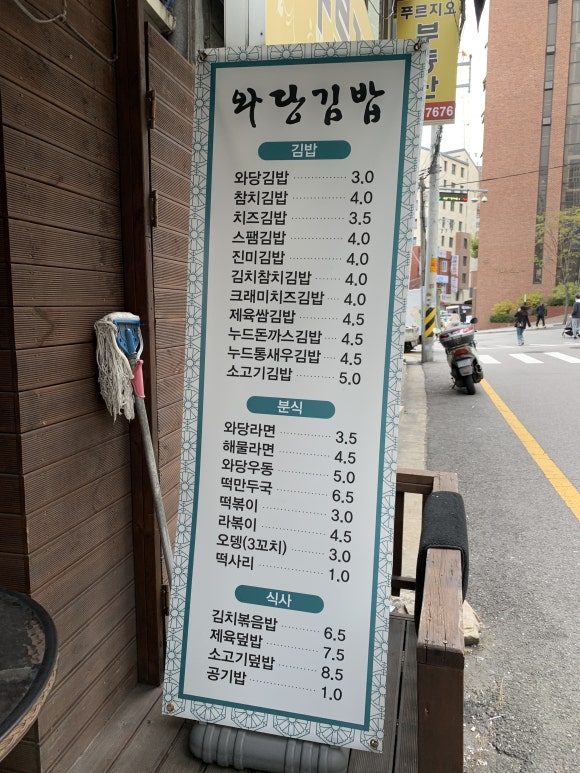 푸르지오
부동산
7676
와당김밥
김밥
와당김밥 3.0
참치김밥 4.0
치즈김밥 3.5
스팸김밥 4.0
진미김밥 4.0
김치참치김밥 4.0
크래미치즈김밥 4.0
제육쌈김밥 4.5
누드돈까스김밥 4.5
누드통새우김밥 4.5
소고기김밥 5.0
분식
와당라면 3.5
해물라면 4.5
와당우동 5.0
떡만두국 6.5
떡볶이 3.0
라볶이 4.5
오뎅(3꼬치) 3.0
떡사리 1.0
식사
김치볶음밥 6.5
제육덮밥 7.5
소고기덮밥 8.5
공기밥 1.0